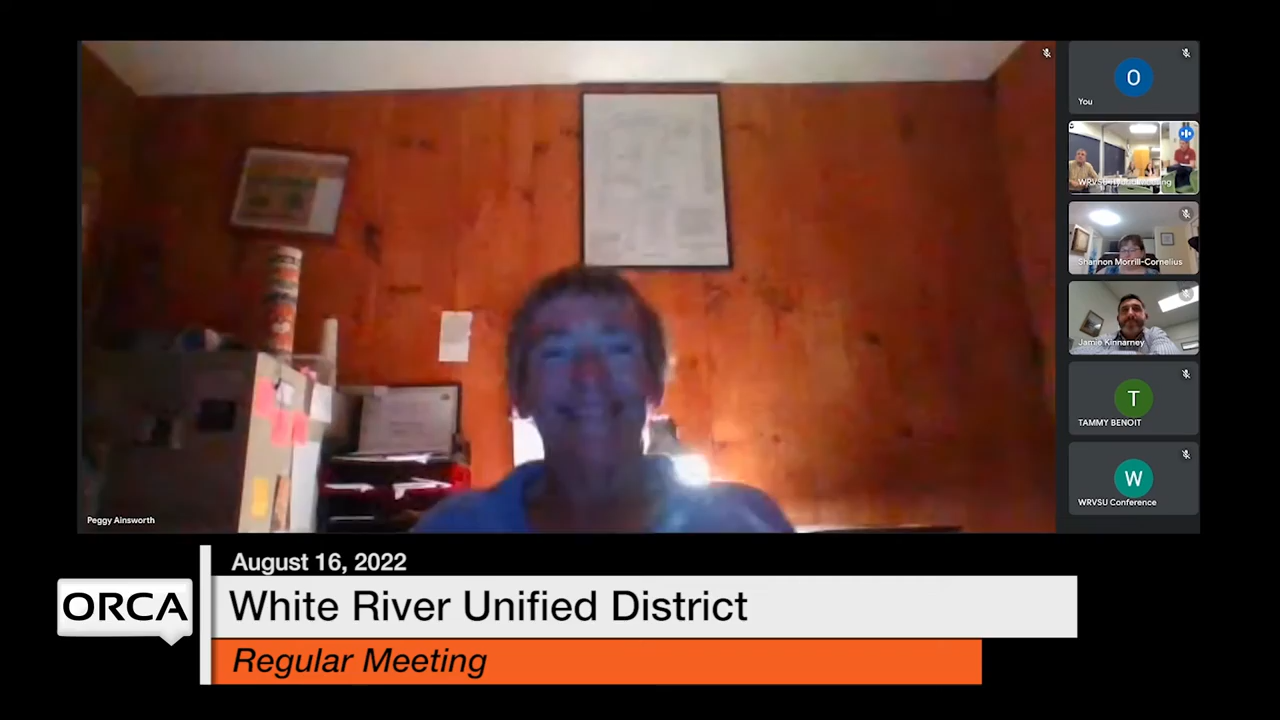 O
You
Shannon Morrill-Cornelius
Jamie Kinnarney
T
TAMMY BENOIT
W
WRVSU Conference
Peggy Ainsworth
August 16, 2022
ORCA
White River Unified District
Regular Meeting